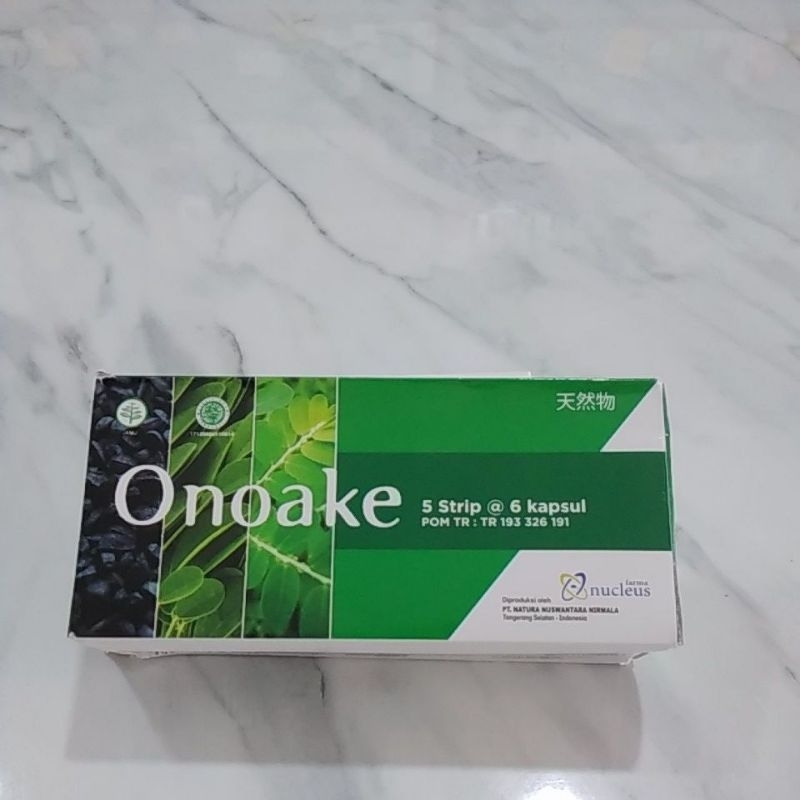 天然物
JAMU
Onoake
5 Strip @ 6 kapsul
POM TR : TR 193 326 191
farma
nucleus
Diproduksi oleh
PT. NATURA NUSWANTARA NIRMALA
Tangerang Selatan - Indonesia